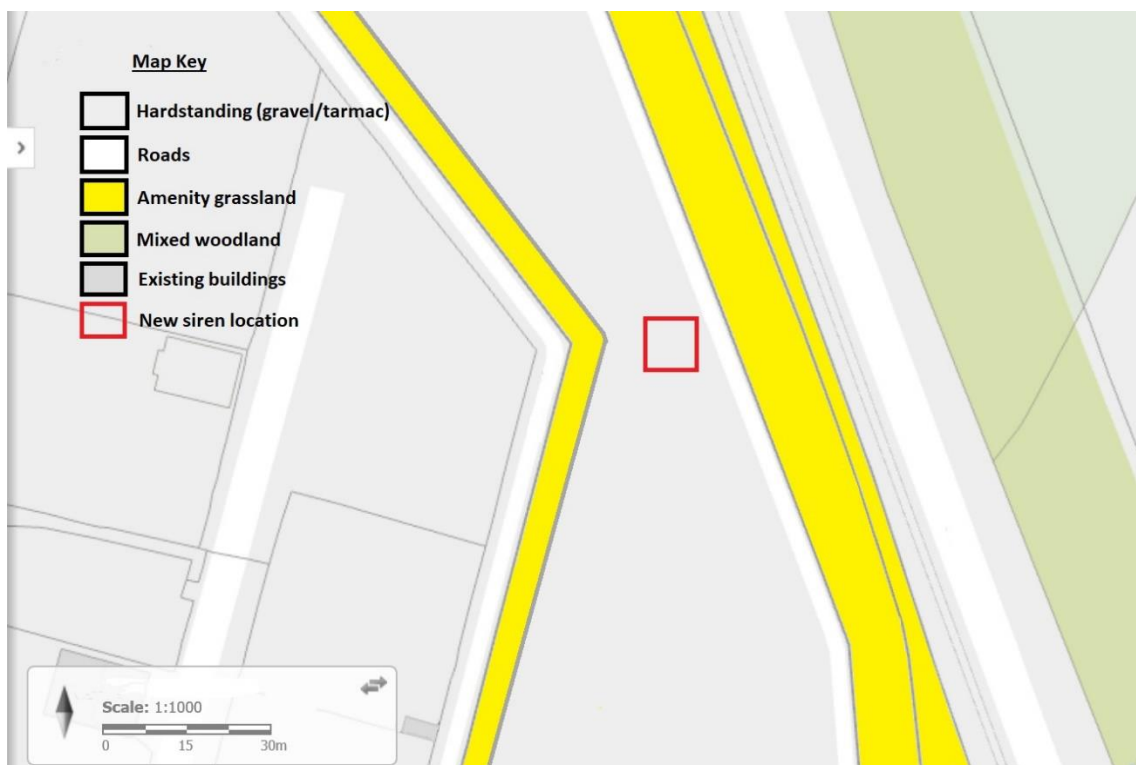 Map Key
Hardstanding (gravel/tarmac)
Roads
Amenity grassland
Mixed woodland
Existing buildings
New siren location
Scale: 1:1000
0 15 30m